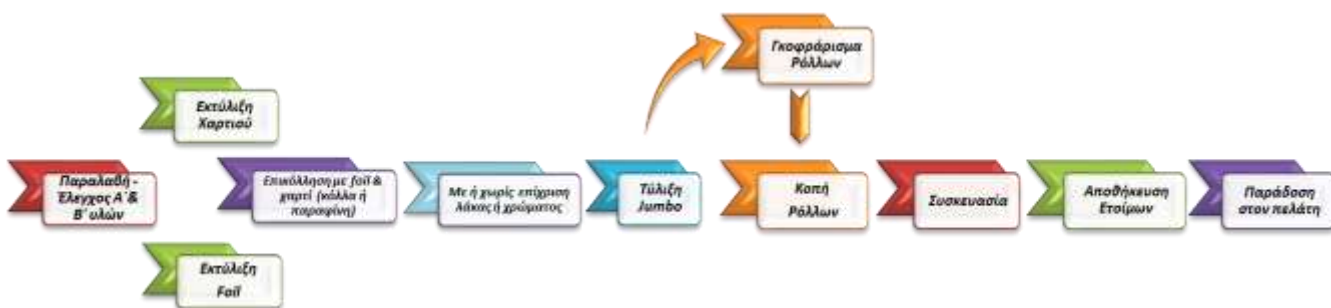 Γκοφράρισμα
Ρόλλων
Εκτύλιξη
Χαρτιού
Παραλαβή -
Έλεγχος Α΄&
Β΄ υλών
Επικόλληση με foil &
χαρτί (κόλλα ή
παραφίνη)
Με ή χωρίς επίχριση
λάκας ή χρώματος
Τύλιξη
Jumbo
Κοπή
Ρόλλων
Συσκευασία
Αποθήκευση
Ετοίμων
Παράδοση
στον πελάτη
Εκτύλιξη
Foil